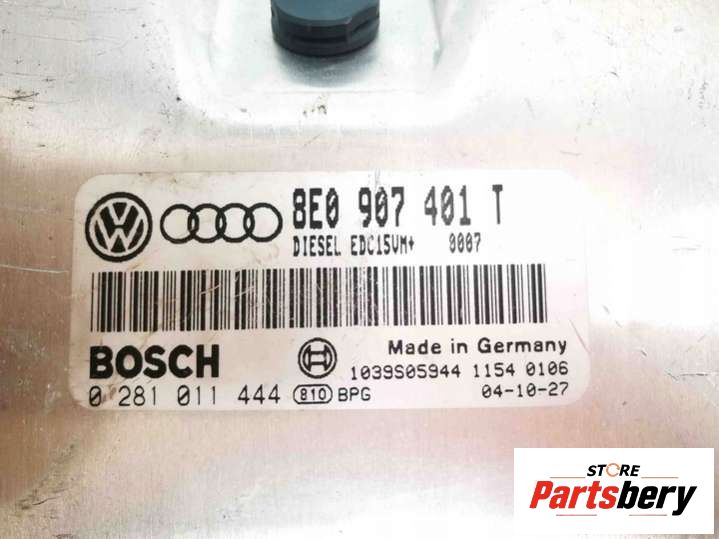 8E0 907 401 T
DIESEL EDC15VM+ 0007
BOSCH
Made in Germany
1039S05944 1154 0106
0 281 011 444 810 BPG 04-10-27
STORE
Partsbery